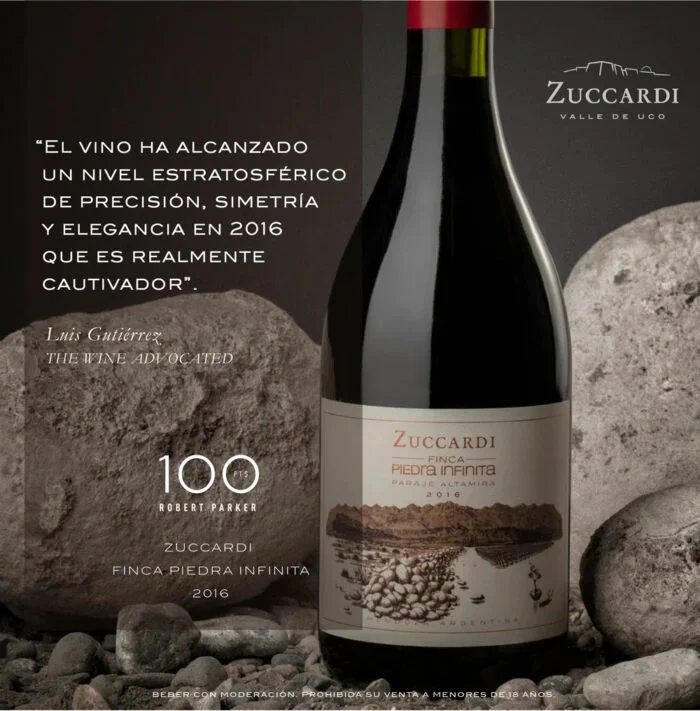 ZUCCARDI
VALLE DE UCO
“EL VINO HA ALCANZADO
UN NIVEL ESTRATOSFÉRICO
DE PRECISIÓN, SIMETRÍA
Y ELEGANCIA EN 2016
QUE ES REALMENTE
CAUTIVADOR”.
Luis Gutiérrez
THE WINE ADVOCATED
100 PTS
ROBERT PARKER
ZUCCARDI
FINCA PIEDRA INFINITA
2016
ZUCCARDI
FINCA
PIEDRA INFINITA
PARAJE ALTAMIRA
2016
ARGENTINA
BEBER CON MODERACIÓN. PROHIBIDA SU VENTA A MENORES DE 18 AÑOS.